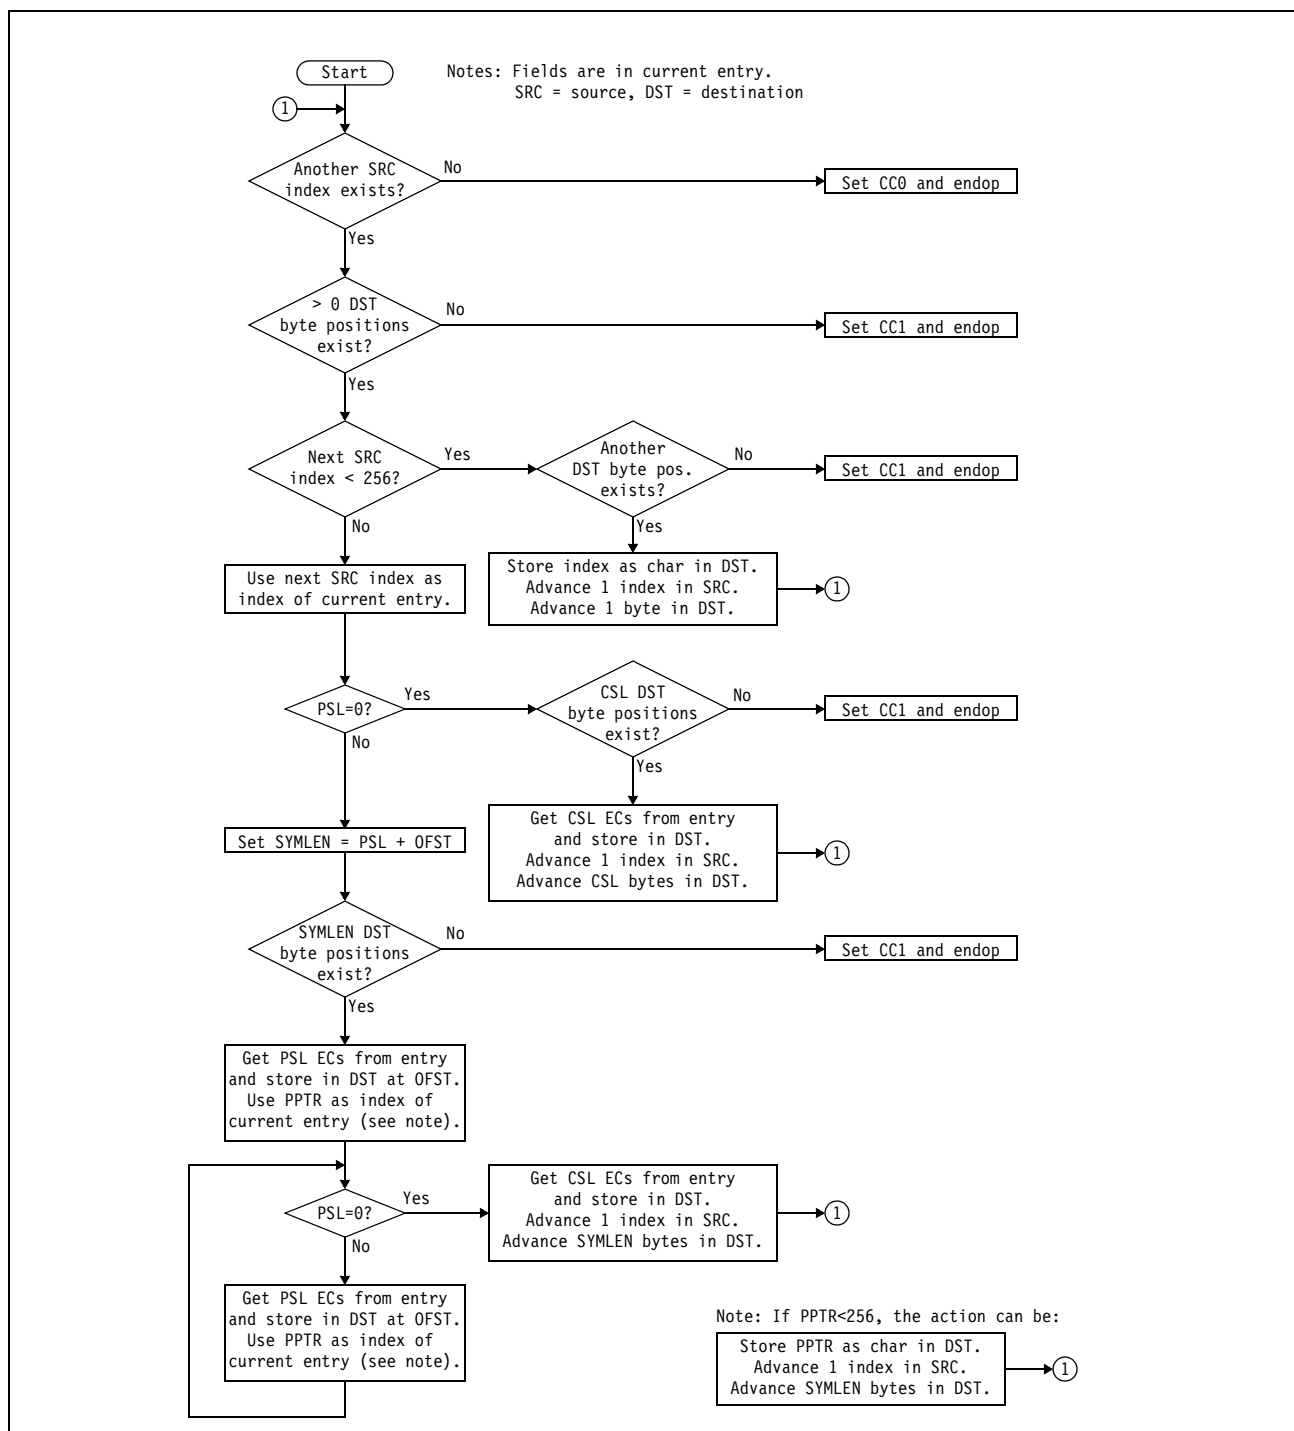 Start
Notes: Fields are in current entry.
SRC = source, DST = destination
1
Another SRC
index exists?
No
Set CC0 and endop
Yes
> 0 DST
byte positions
exist?
No
Set CC1 and endop
Yes
Next SRC
index < 256?
Yes
Another
DST byte pos.
exists?
No
Set CC1 and endop
No
Yes
Use next SRC index as
index of current entry.
Store index as char in DST.
Advance 1 index in SRC.
Advance 1 byte in DST.
1
PSL=0?
Yes
CSL DST
byte positions
exist?
No
Set CC1 and endop
No
Yes
Set SYMLEN = PSL + OFST
Get CSL ECs from entry
and store in DST.
Advance 1 index in SRC.
Advance CSL bytes in DST.
1
SYMLEN DST
byte positions
exist?
No
Set CC1 and endop
Yes
Get PSL ECs from entry
and store in DST at OFST.
Use PPTR as index of
current entry (see note).
PSL=0?
Yes
Get CSL ECs from entry
and store in DST.
Advance 1 index in SRC.
Advance SYMLEN bytes in DST.
1
No
Get PSL ECs from entry
and store in DST at OFST.
Use PPTR as index of
current entry (see note).
Note: If PPTR<256, the action can be:
Store PPTR as char in DST.
Advance 1 index in SRC.
Advance SYMLEN bytes in DST.
1